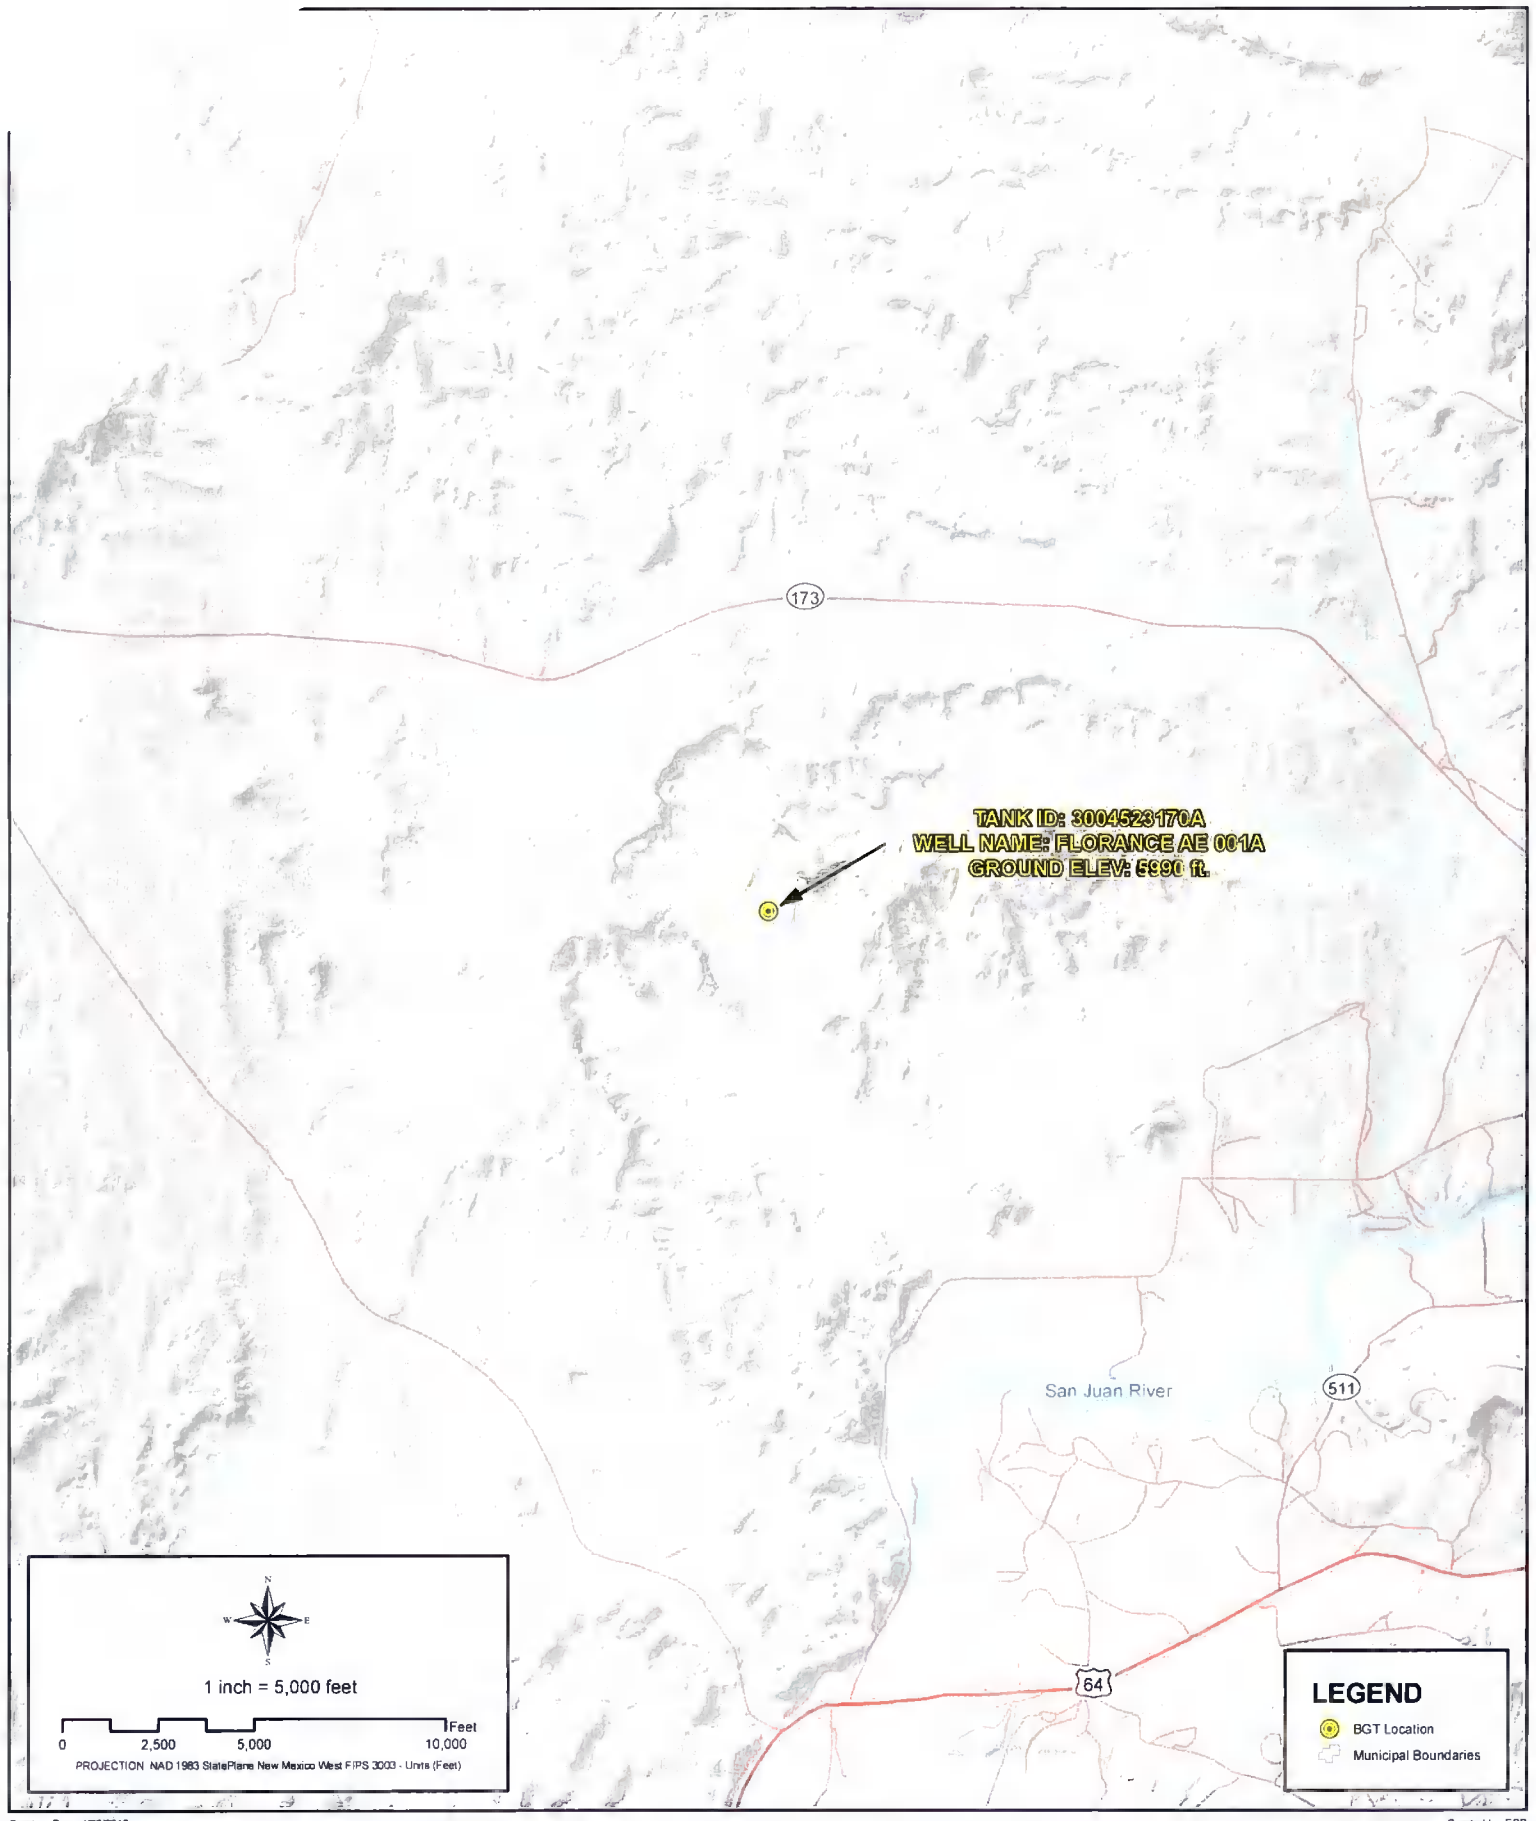 173
TANK ID: 3004523170A
WELL NAME: FLORANCE AE 001A
GROUND ELEV: 5990 ft.
San Juan River
511
64
N
W E
S
1 inch = 5,000 feet
Feet
0 2,500 5,000 10,000
PROJECTION NAD 1983 StatePlane New Mexico West FIPS 3003 - Units (Feet)
LEGEND
BGT Location
Municipal Boundaries